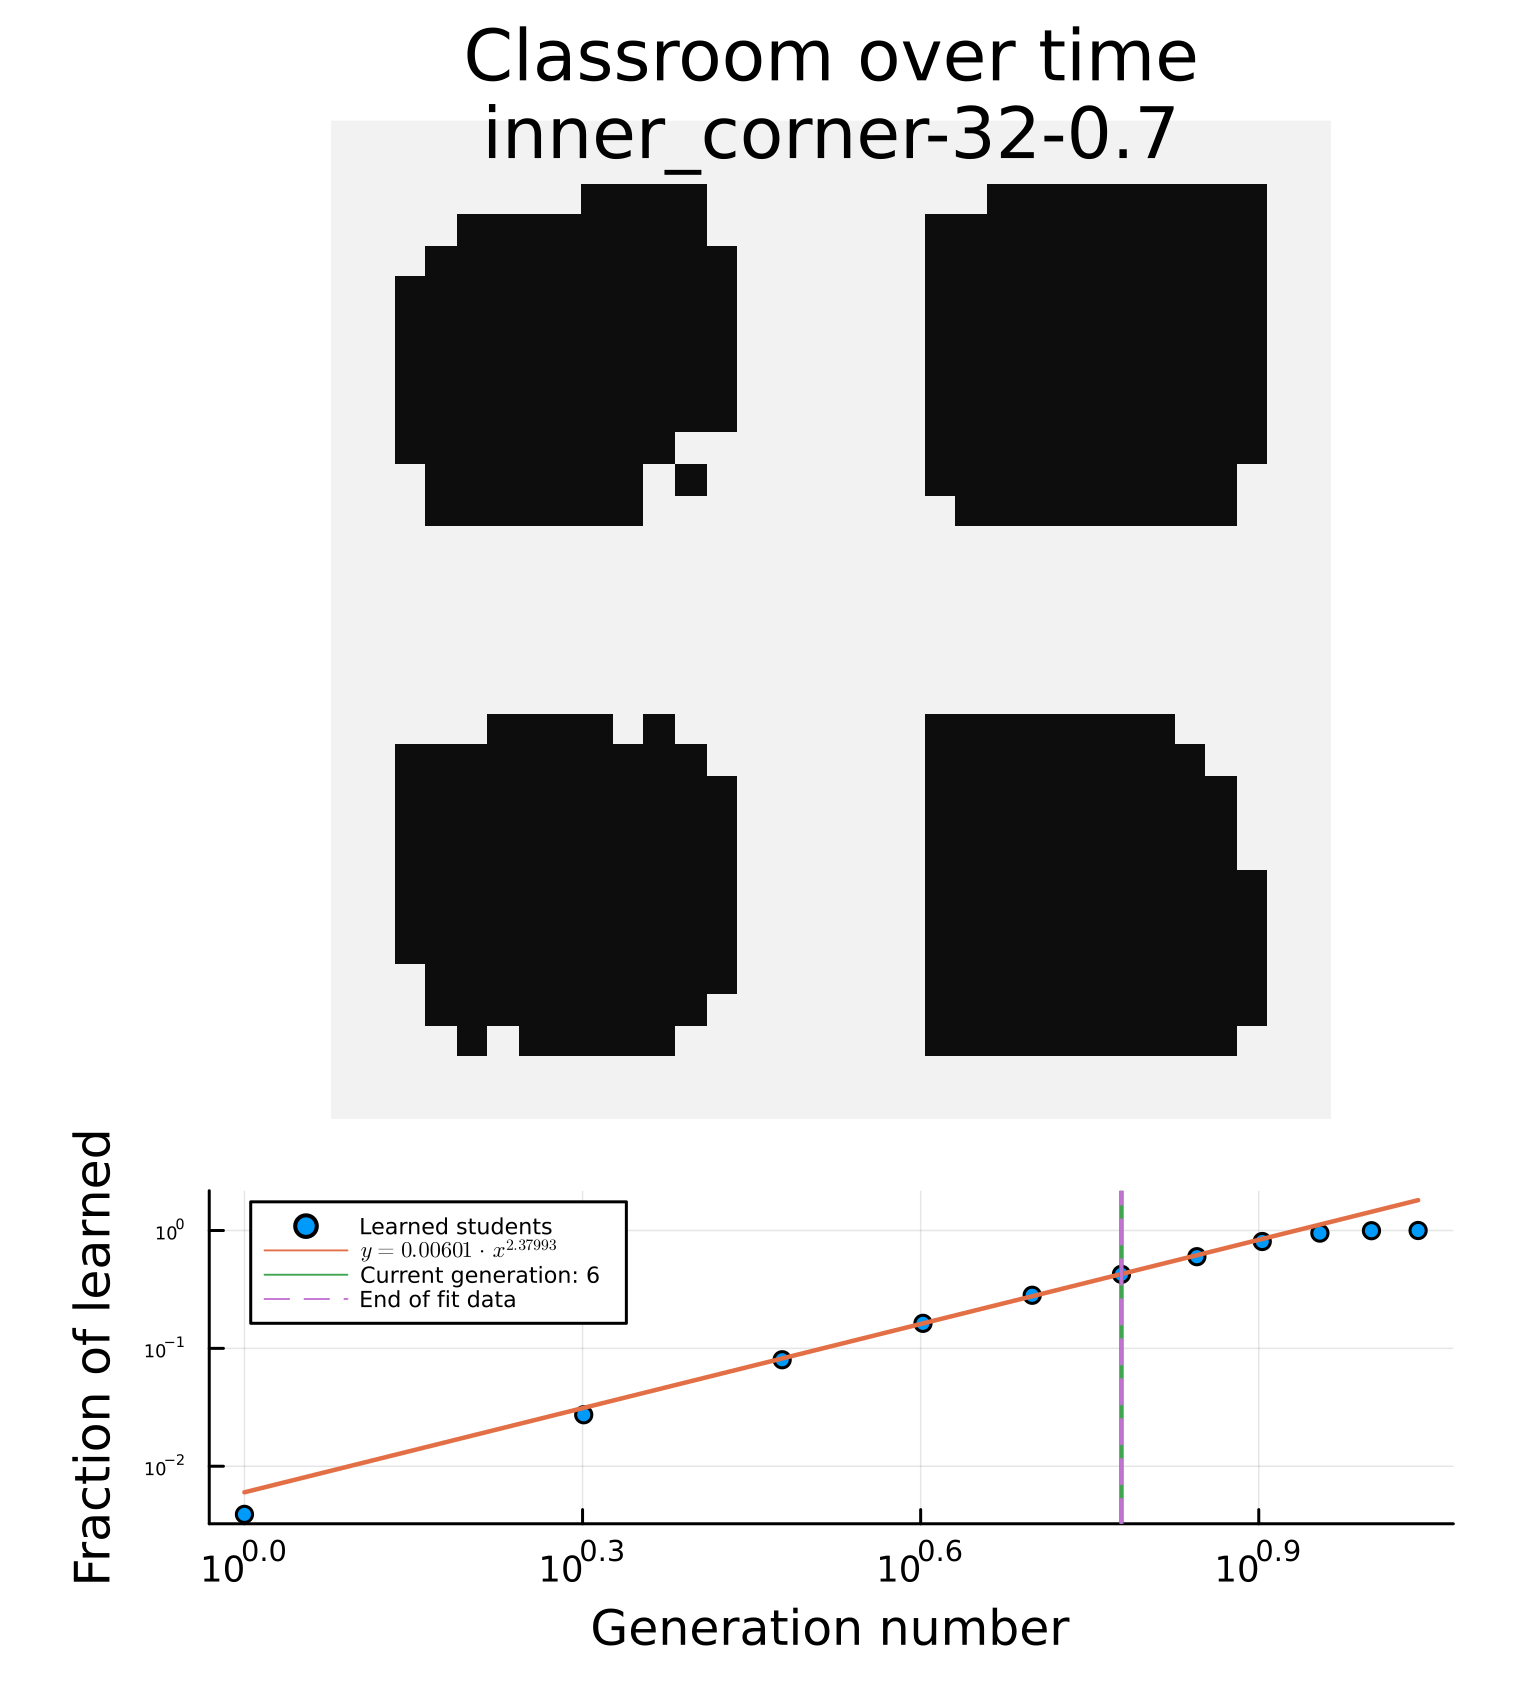 Classroom over time
inner_corner-32-0.7
Fraction of learned
10^0
10^−1
10^−2
Learned students
y = 0.00601 · x^2.37993
Current generation: 6
End of fit data
10^0.0 10^0.3 10^0.6 10^0.9
Generation number